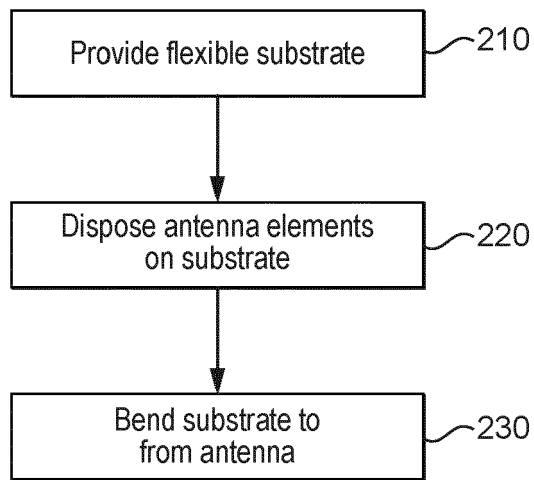 Provide flexible substrate
210
Dispose antenna elements
on substrate
220
Bend substrate to
from antenna
230